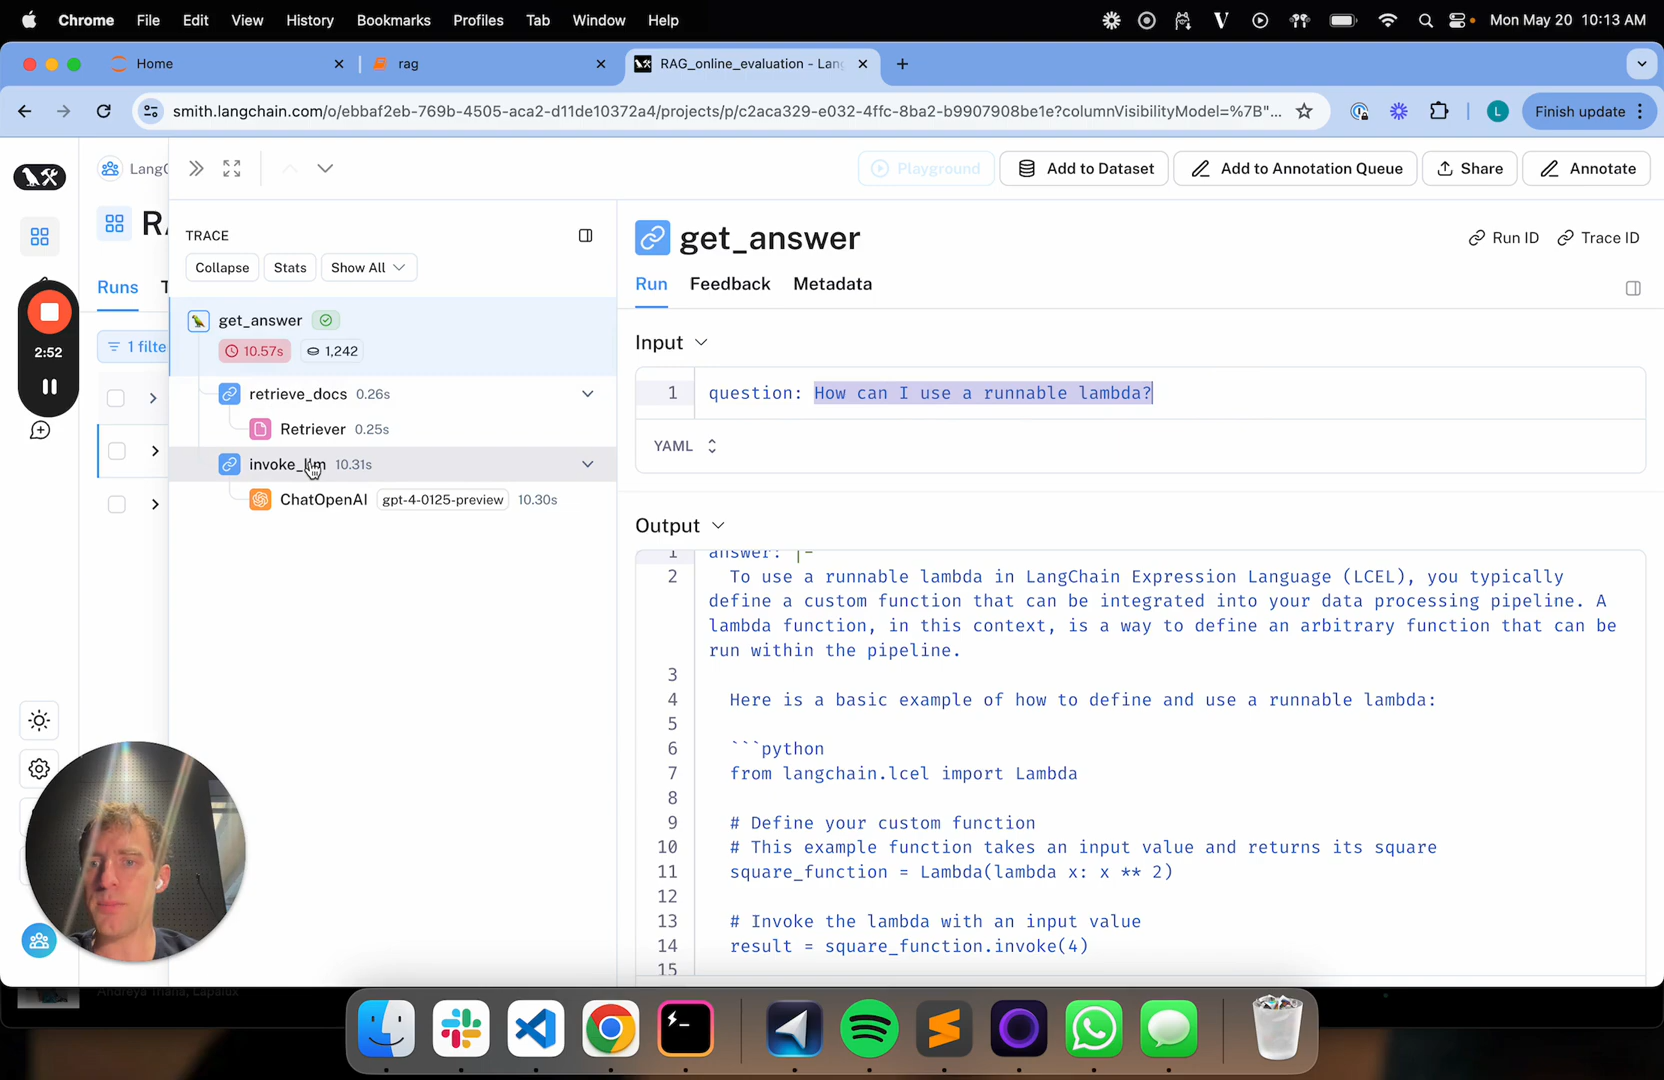 Chrome File Edit View History Bookmarks Profiles Tab Window Help V Mon May 20 10:13 AM
Home rag RAG_online_evaluation - Lang
smith.langchain.com/o/ebbaf2eb-769b-4505-aca2-d11de10372a4/projects/p/c2aca329-e032-4ffc-8ba2-b9907908be1e?columnVisibilityModel=%7B"... L Finish update
LangC Playground Add to Dataset Add to Annotation Queue Share Annotate
RA
TRACE
get_answer
Run ID Trace ID
Collapse Stats Show All
Runs T
Run Feedback Metadata
get_answer
2:52
1 filte
10.57s 1,242
Input
retrieve_docs 0.26s
1 question: How can I use a runnable lambda?
Retriever 0.25s
YAML
invoke_llm 10.31s
ChatOpenAI gpt-4-0125-preview 10.30s
Output
1 answer: |-
2 To use a runnable lambda in LangChain Expression Language (LCEL), you typically
define a custom function that can be integrated into your data processing pipeline. A
lambda function, in this context, is a way to define an arbitrary function that can be
run within the pipeline.
3
4 Here is a basic example of how to define and use a runnable lambda:
5
6 ```python
7 from langchain.lcel import Lambda
8
9 # Define your custom function
10 # This example function takes an input value and returns its square
11 square_function = Lambda(lambda x: x ** 2)
12
13 # Invoke the lambda with an input value
14 result = square_function.invoke(4)
15